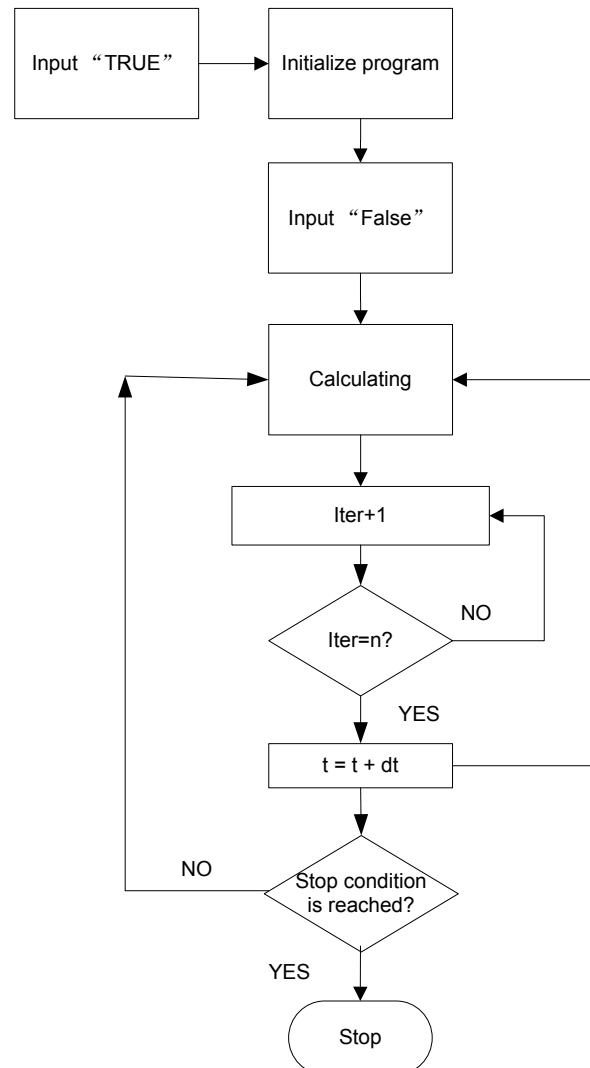 Input “TRUE”
Initialize program
Input “False”
Calculating
Iter+1
Iter=n?
NO
YES
t = t + dt
NO
Stop condition
is reached?
YES
Stop